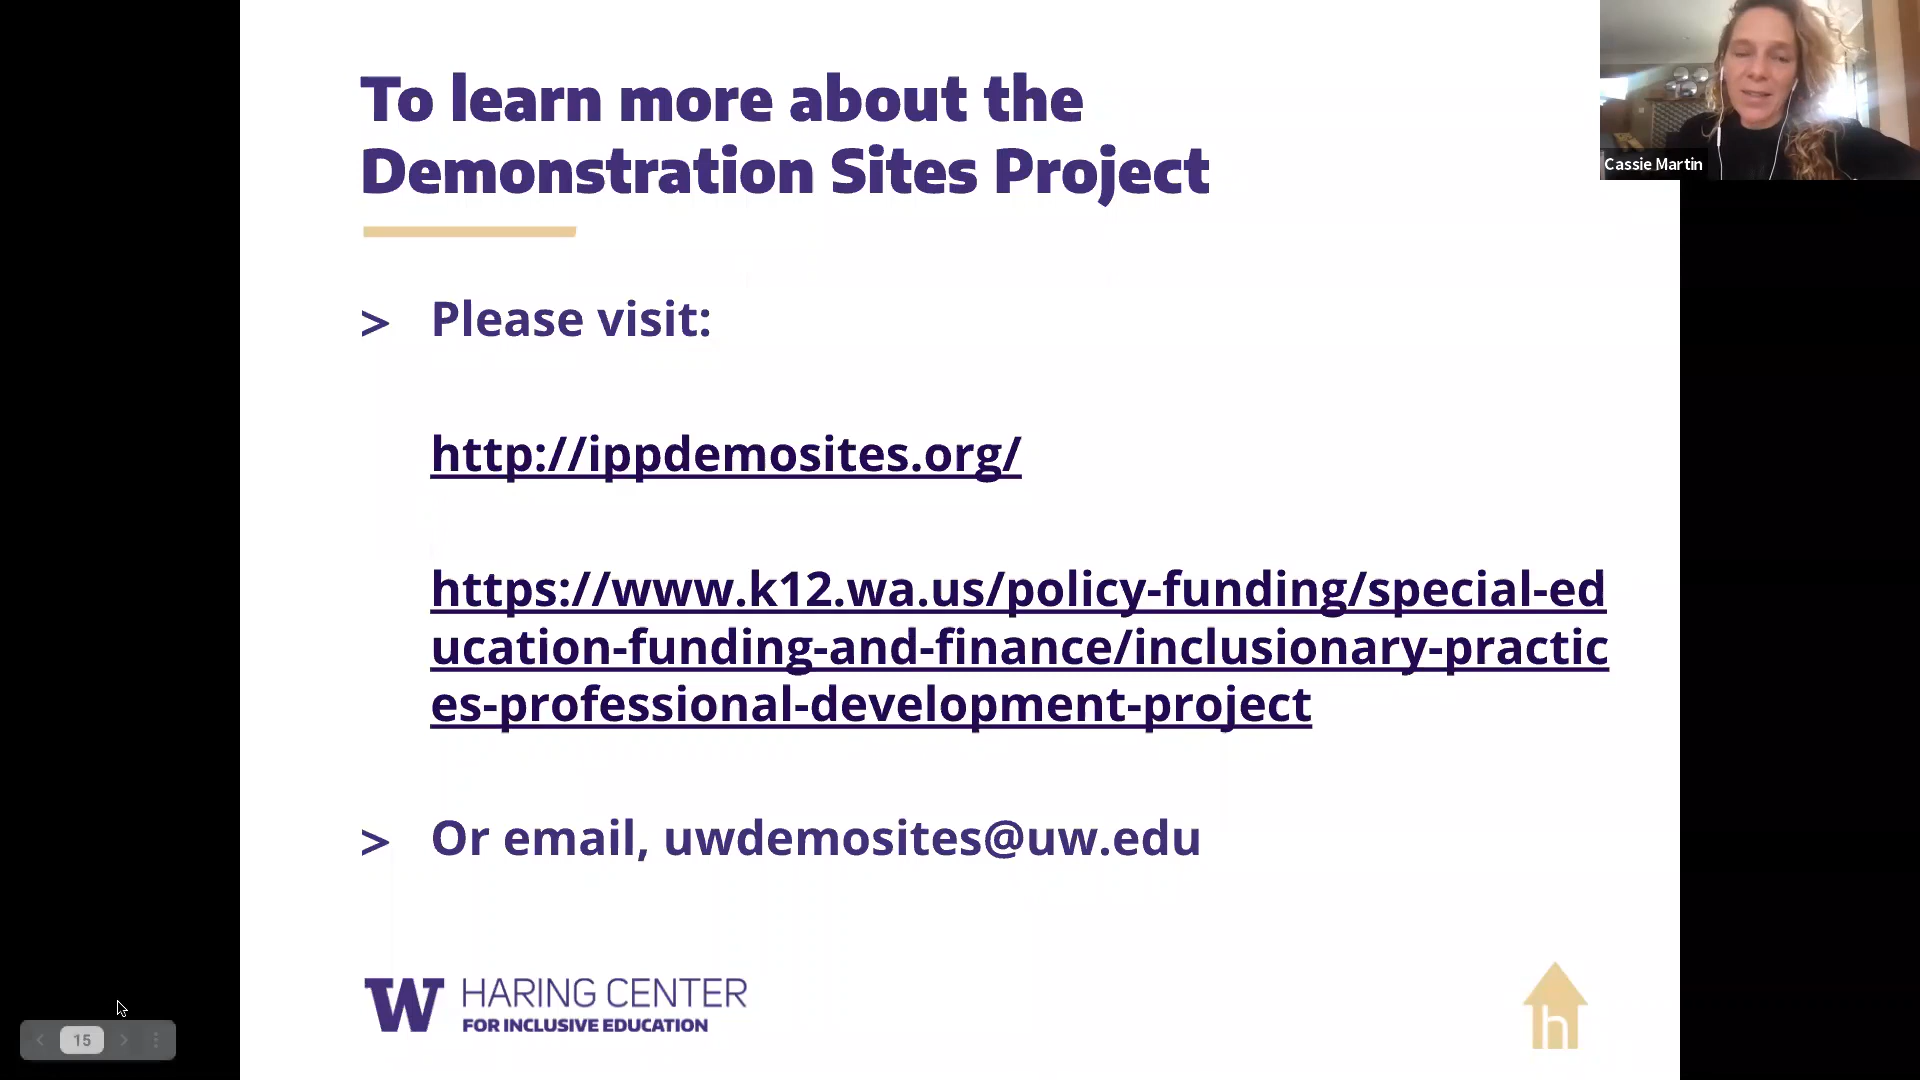 To learn more about the
Demonstration Sites Project
> Please visit:
http://ippdemosites.org/
https://www.k12.wa.us/policy-funding/special-ed
ucation-funding-and-finance/inclusionary-practic
es-professional-development-project
> Or email, uwdemosites@uw.edu
W HARING CENTER
FOR INCLUSIVE EDUCATION
h
Cassie Martin
15